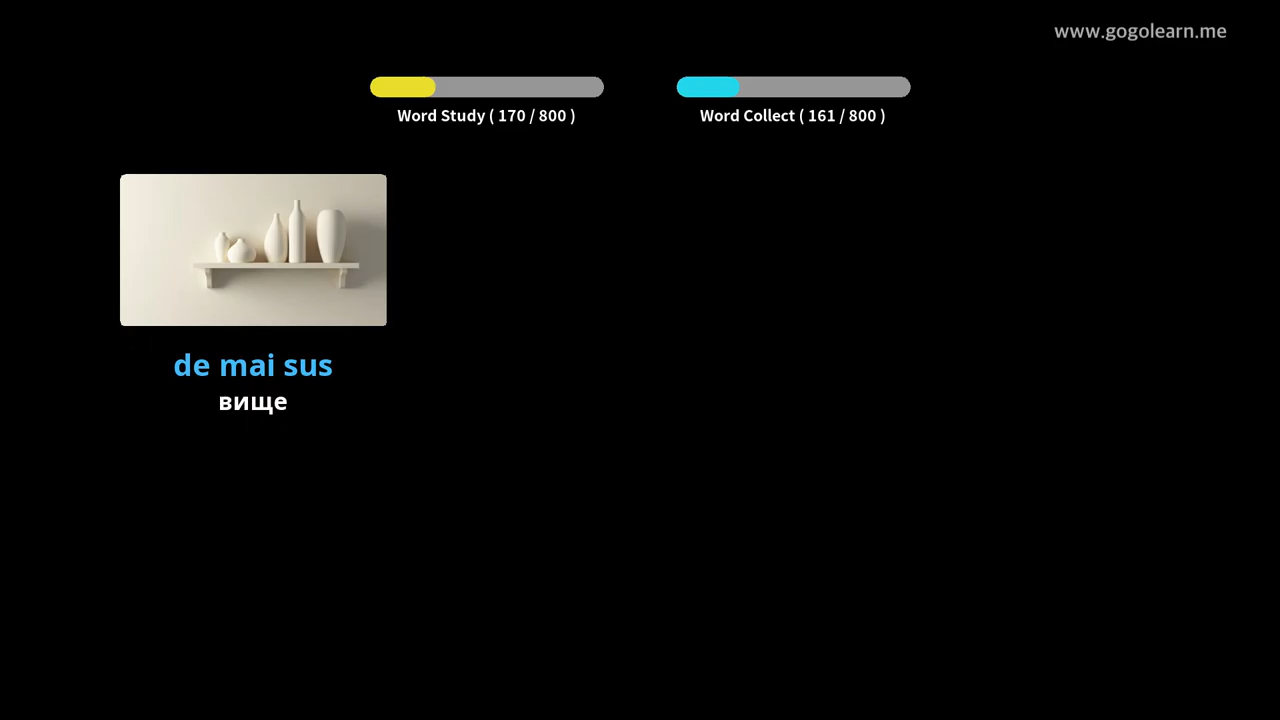 www.gogolearn.me
Word Study ( 170 / 800 )
Word Collect ( 161 / 800 )
de mai sus
вище